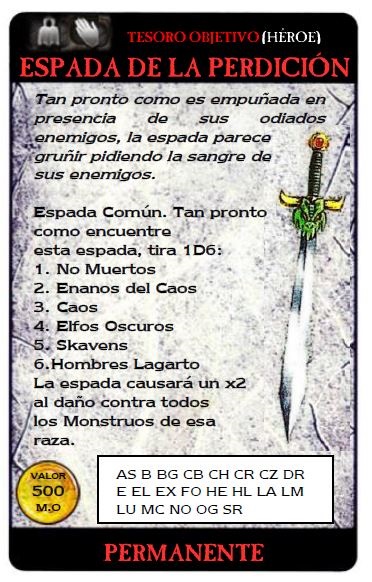 TESORO OBJETIVO (HÉROE)
ESPADA DE LA PERDICIÓN
Tan pronto como es empuñada en
presencia de sus odiados
enemigos, la espada parece
gruñir pidiendo la sangre de
sus enemigos.
Espada Común. Tan pronto
como encuentre
esta espada, tira 1D6:
1. No Muertos
2. Enanos del Caos
3. Caos
4. Elfos Oscuros
5. Skavens
6.Hombres Lagarto
La espada causará un x2
al daño contra todos
los Monstruos de esa
raza.
VALOR
500
M.O
AS B BG CB CH CR CZ DR
E EL EX FO HE HL LA LM
LU MC NO OG SR
PERMANENTE